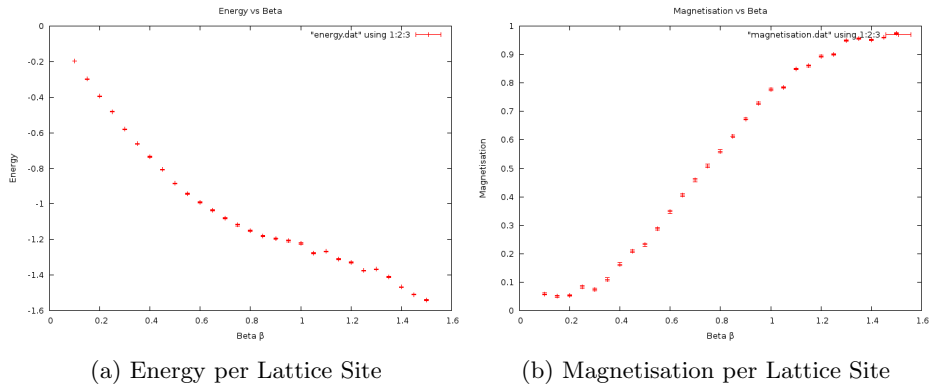 Energy vs Beta
"energy.dat" using 1:2:3
0
-0.2
-0.4
-0.6
-0.8
-1
-1.2
-1.4
-1.6
Energy
0 0.2 0.4 0.6 0.8 1 1.2 1.4 1.6
Beta β
(a) Energy per Lattice Site
Magnetisation vs Beta
"magnetisation.dat" using 1:2:3
1
0.9
0.8
0.7
0.6
0.5
0.4
0.3
0.2
0.1
0
Magnetisation
0 0.2 0.4 0.6 0.8 1 1.2 1.4 1.6
Beta β
(b) Magnetisation per Lattice Site